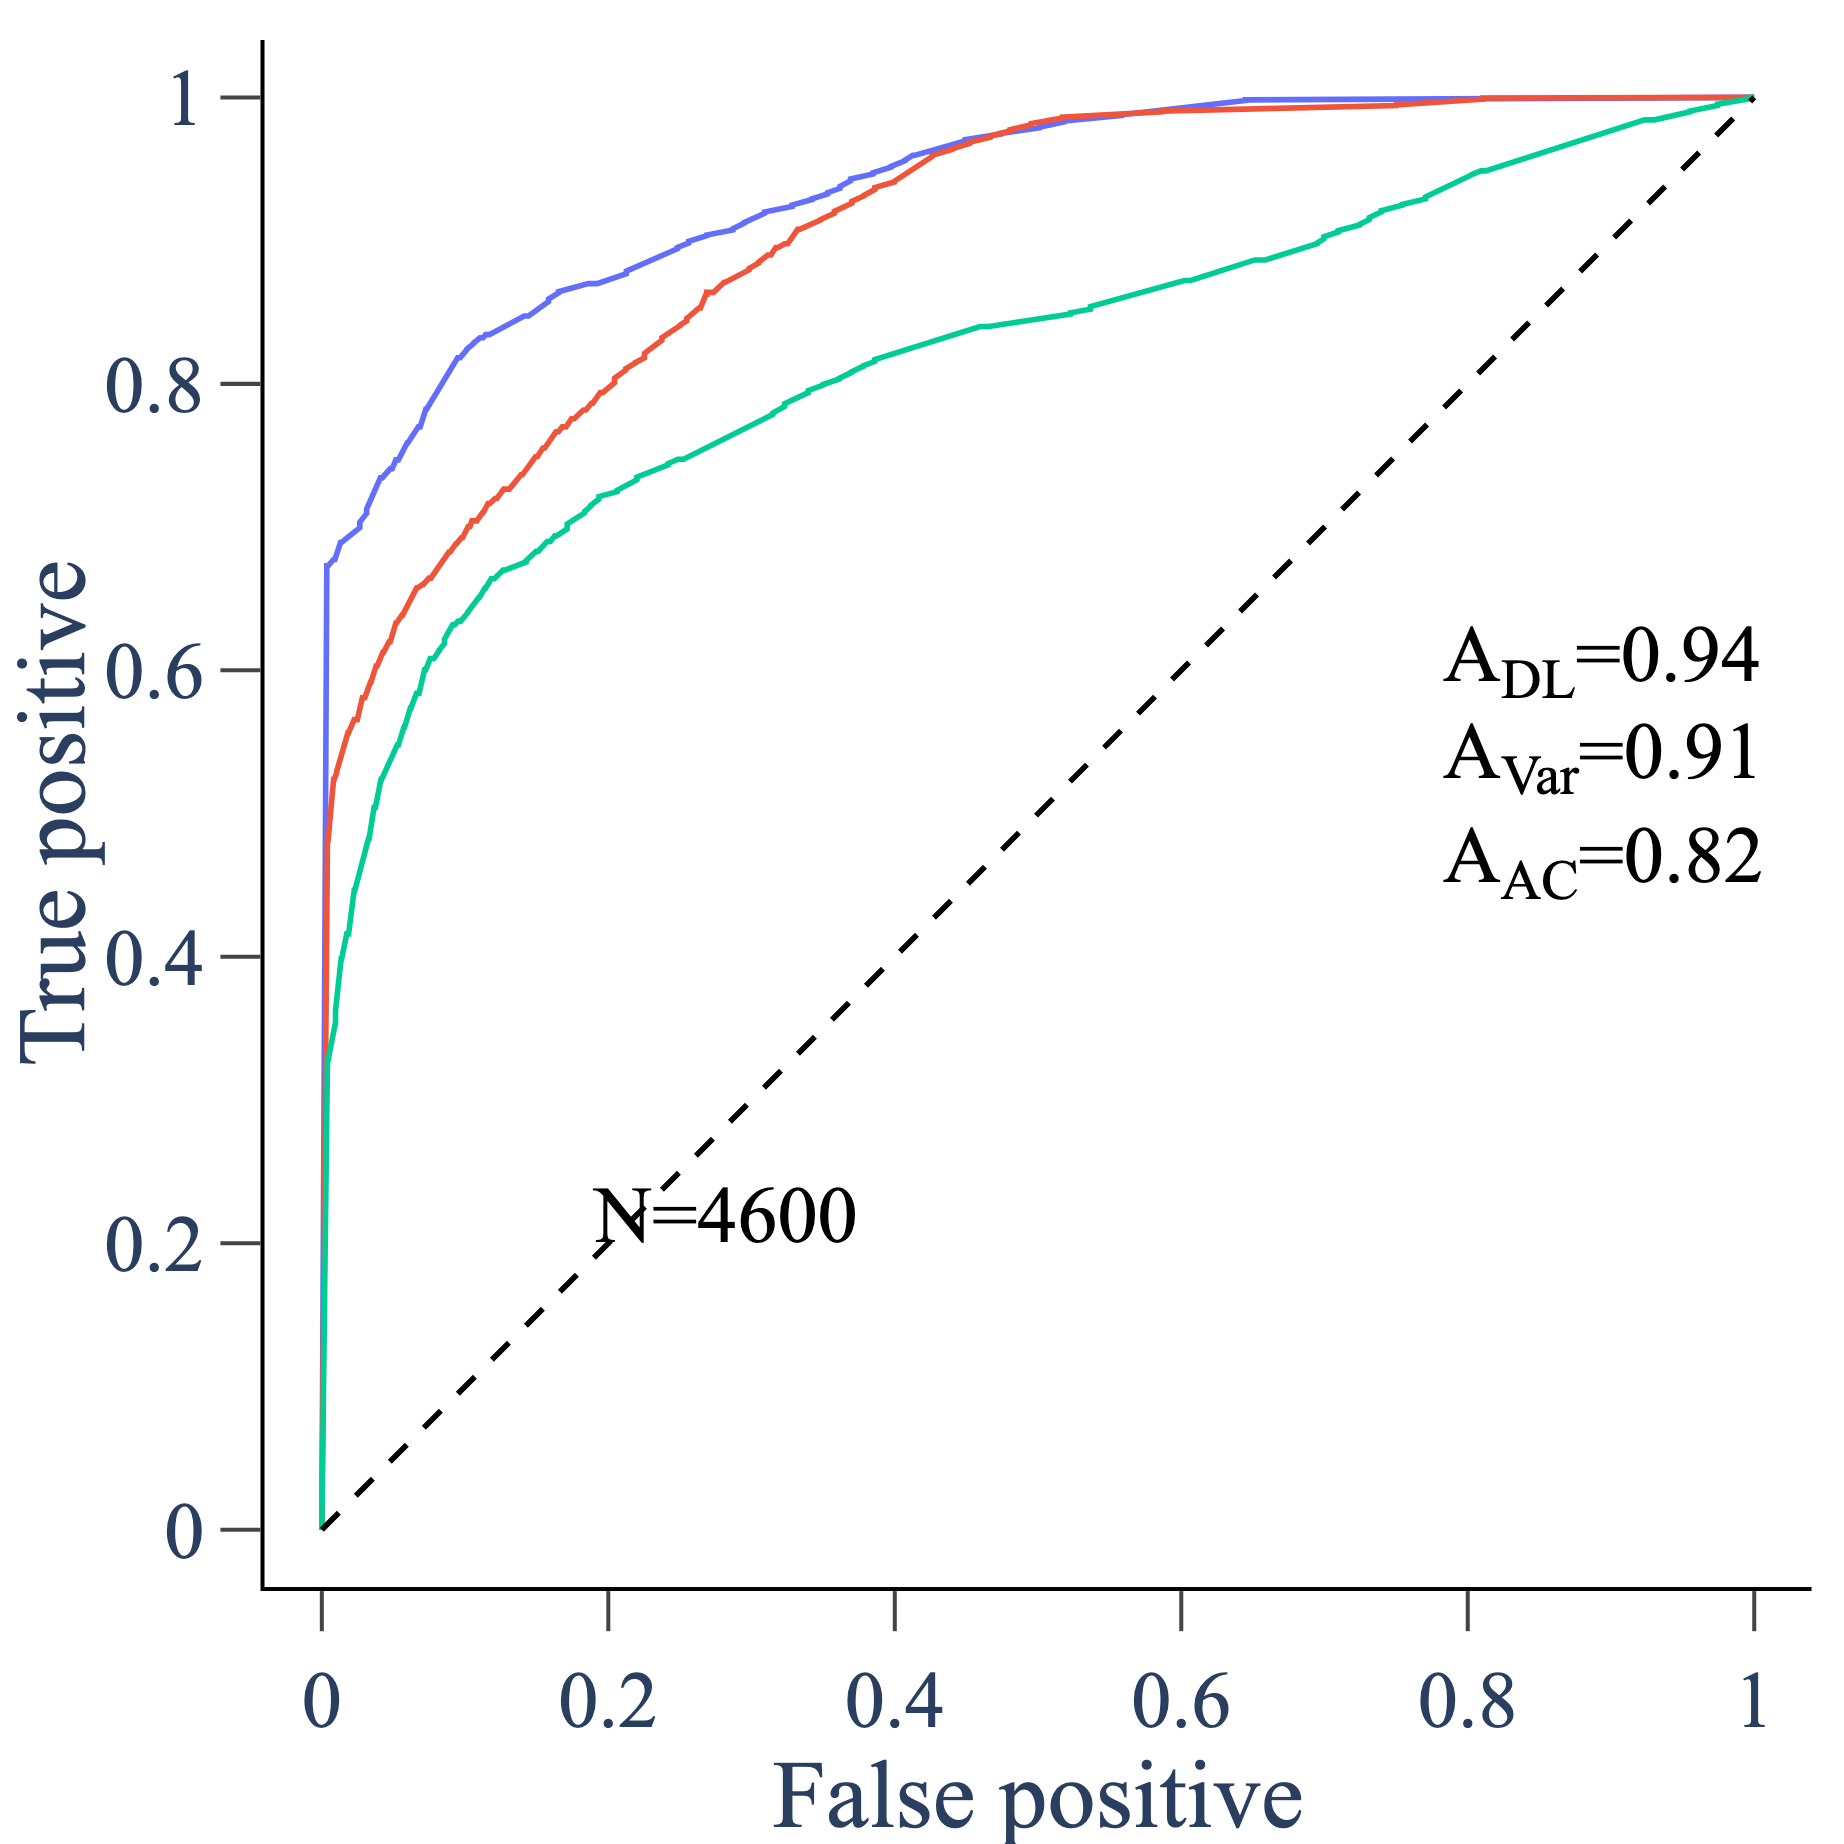 True positive
1
0.8
0.6
0.4
0.2
0
A_DL=0.94
A_Var=0.91
A_AC=0.82
N=4600
0 0.2 0.4 0.6 0.8 1
False positive